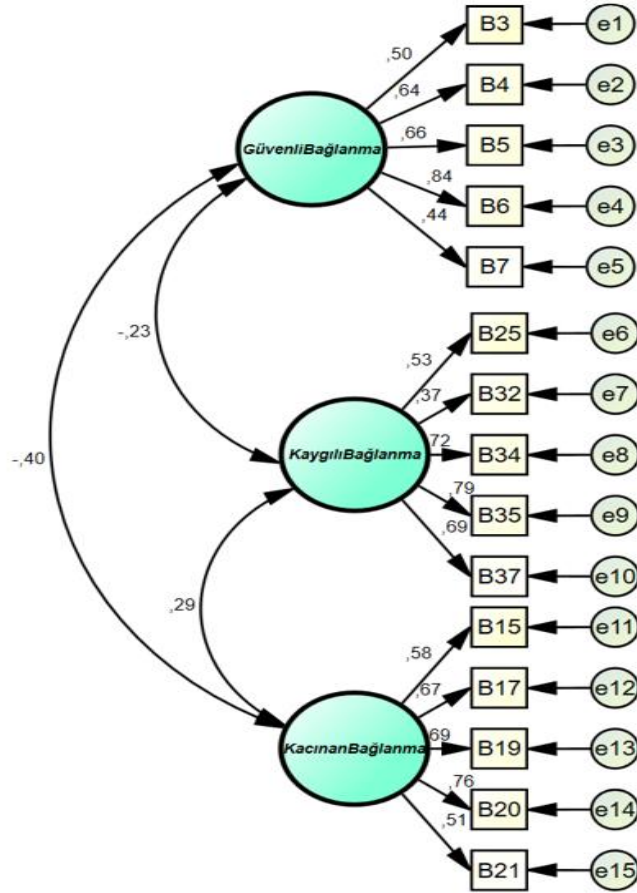 ,50
B3
e1
,64
B4
e2
,66
B5
e3
GüvenliBağlanma
,84
B6
e4
,44
B7
e5
-,23
,53
B25
e6
,37
B32
e7
,72
B34
e8
KaygılıBağlanma
,79
B35
e9
,69
B37
e10
-,40
,29
,58
B15
e11
,67
B17
e12
69
B19
e13
KacınanBağlanma
,76
B20
e14
,51
B21
e15